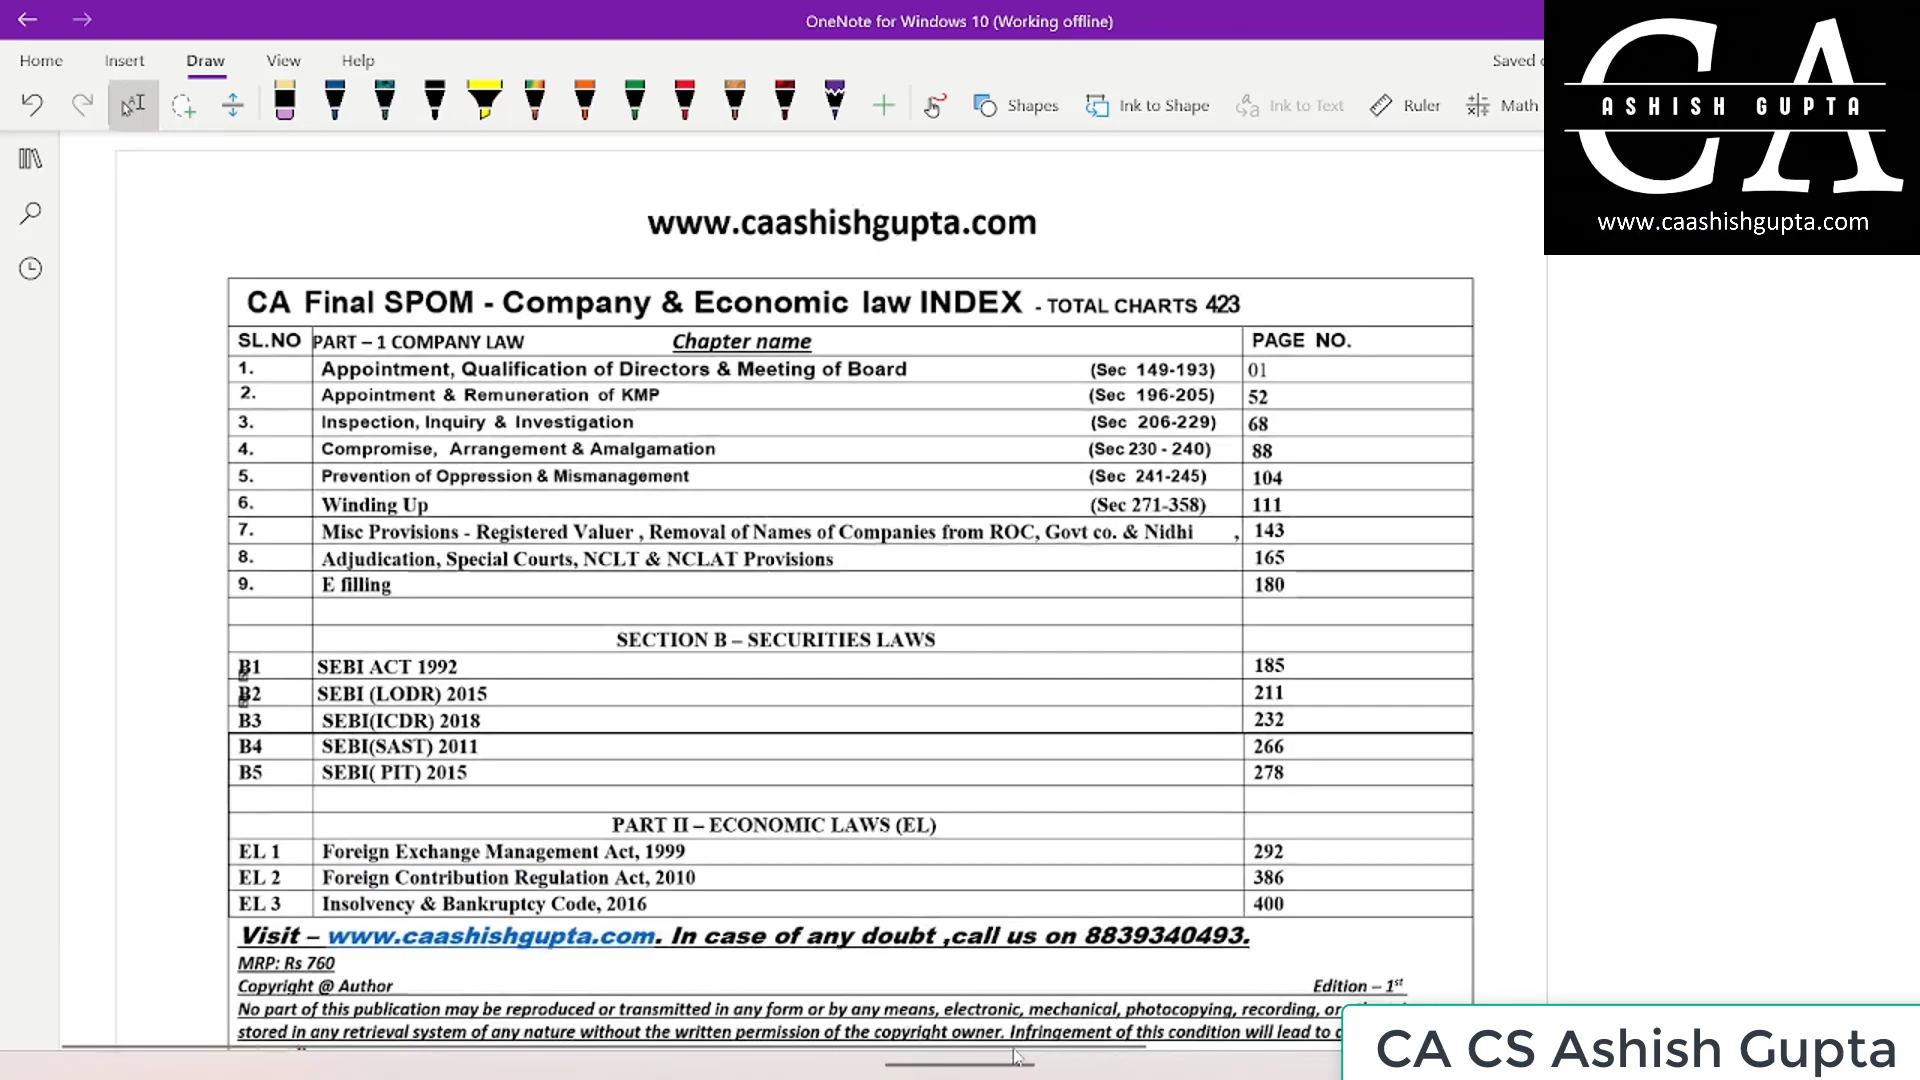 OneNote for Windows 10 (Working offline)
Home Insert Draw View Help Saved
Shapes Ink to Shape Ink to Text Ruler Math
CA
ASHISH GUPTA
www.caashishgupta.com
www.caashishgupta.com
CA Final SPOM - Company & Economic law INDEX - TOTAL CHARTS 423
SL.NO PART – 1 COMPANY LAW Chapter name PAGE NO.
1. Appointment, Qualification of Directors & Meeting of Board (Sec 149-193) 01
2. Appointment & Remuneration of KMP (Sec 196-205) 52
3. Inspection, Inquiry & Investigation (Sec 206-229) 68
4. Compromise, Arrangement & Amalgamation (Sec 230 - 240) 88
5. Prevention of Oppression & Mismanagement (Sec 241-245) 104
6. Winding Up (Sec 271-358) 111
7. Misc Provisions - Registered Valuer , Removal of Names of Companies from ROC, Govt co. & Nidhi , 143
8. Adjudication, Special Courts, NCLT & NCLAT Provisions 165
9. E filling 180
SECTION B – SECURITIES LAWS
B1 SEBI ACT 1992 185
B2 SEBI (LODR) 2015 211
B3 SEBI(ICDR) 2018 232
B4 SEBI(SAST) 2011 266
B5 SEBI( PIT) 2015 278
PART II – ECONOMIC LAWS (EL)
EL 1 Foreign Exchange Management Act, 1999 292
EL 2 Foreign Contribution Regulation Act, 2010 386
EL 3 Insolvency & Bankruptcy Code, 2016 400
Visit – www.caashishgupta.com. In case of any doubt ,call us on 8839340493.
MRP: Rs 760
Copyright @ Author Edition – 1st
No part of this publication may be reproduced or transmitted in any form or by any means, electronic, mechanical, photocopying, recording, or
stored in any retrieval system of any nature without the written permission of the copyright owner. Infringement of this condition will lead to
CA CS Ashish Gupta